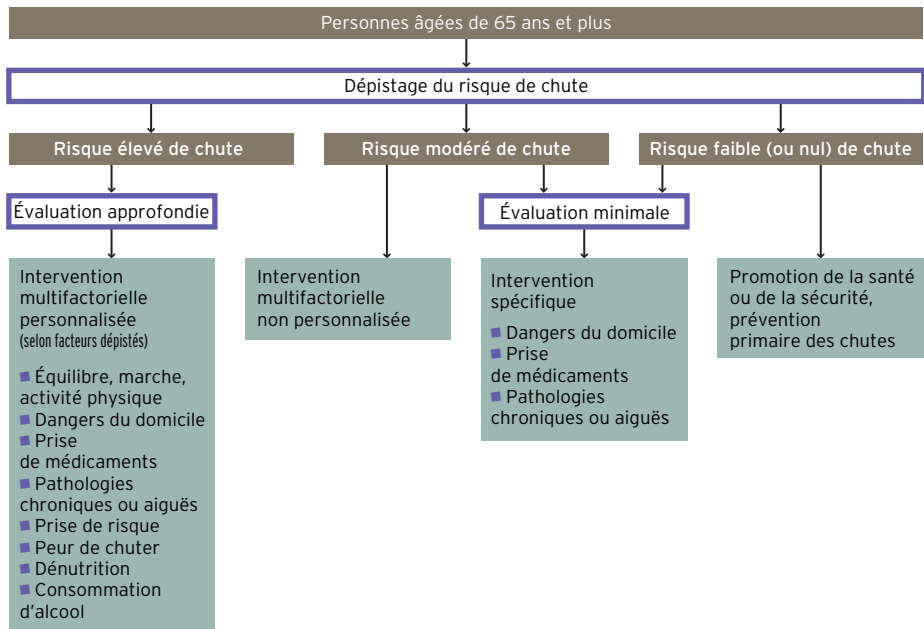 Personnes âgées de 65 ans et plus
Dépistage du risque de chute
Risque élevé de chute
Risque modéré de chute
Risque faible (ou nul) de chute
Évaluation approfondie
Évaluation minimale
Intervention
multifactorielle
personnalisée
(selon facteurs dépistés)
■ Équilibre, marche,
activité physique
■ Dangers du domicile
■ Prise
de médicaments
■ Pathologies
chroniques ou aiguës
■ Prise de risque
■ Peur de chuter
■ Dénutrition
■ Consommation
d'alcool
Intervention
multifactorielle
non personnalisée
Intervention
spécifique
■ Dangers du domicile
■ Prise
de médicaments
■ Pathologies
chroniques ou aiguës
Promotion de la santé
ou de la sécurité,
prévention
primaire des chutes